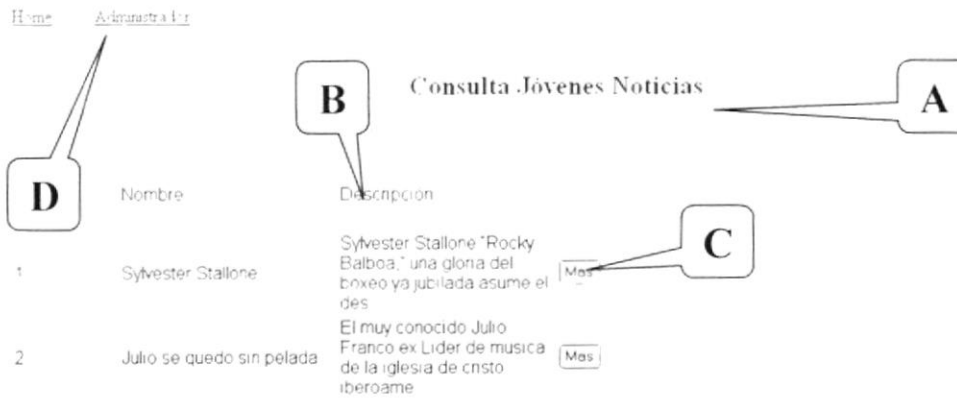 Home Administrador
Consulta Jóvenes Noticias
B
A
D
C
Nombre Descripción
Sylvester Stallone "Rocky
1 Sylvester Stallone Balboa," una gloria del Mas
boxeo ya jubilada asume el
des
El muy conocido Julio
2 Julio se quedo sin pelada Franco ex Lider de musica Mas
de la iglesia de cristo
iberoame